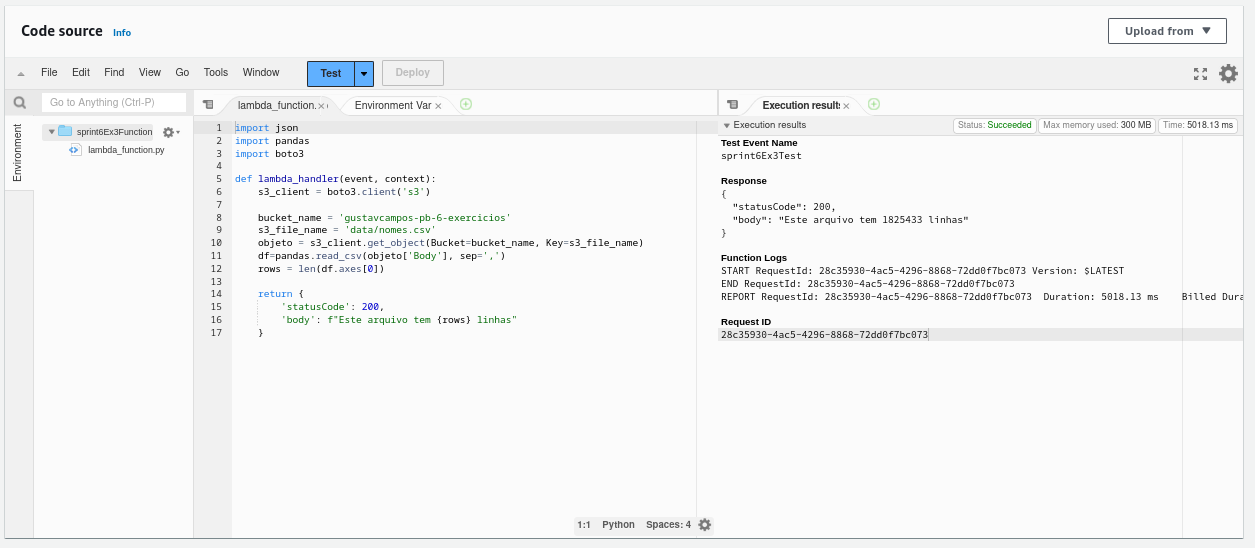 Code source Info
Upload from
File Edit Find View Go Tools Window Test Deploy
Go to Anything (Ctrl-P)
Environment
sprint6Ex3Function
lambda_function.py
lambda_function.
Environment Var
1 import json
2 import pandas
3 import boto3
4
5 def lambda_handler(event, context):
6 s3_client = boto3.client('s3')
7
8 bucket_name = 'gustavcampos-pb-6-exercicios'
9 s3_file_name = 'data/nomes.csv'
10 objeto = s3_client.get_object(Bucket=bucket_name, Key=s3_file_name)
11 df=pandas.read_csv(objeto['Body'], sep=',')
12 rows = len(df.axes[0])
13
14 return {
15 'statusCode': 200,
16 'body': f"Este arquivo tem {rows} linhas"
17 }
1:1 Python Spaces: 4
Execution results
Execution results
Status: Succeeded Max memory used: 300 MB Time: 5018.13 ms
Test Event Name
sprint6Ex3Test
Response
{
"statusCode": 200,
"body": "Este arquivo tem 1825433 linhas"
}
Function Logs
START RequestId: 28c35930-4ac5-4296-8868-72dd0f7bc073 Version: $LATEST
END RequestId: 28c35930-4ac5-4296-8868-72dd0f7bc073
REPORT RequestId: 28c35930-4ac5-4296-8868-72dd0f7bc073 Duration: 5018.13 ms Billed Dura
Request ID
28c35930-4ac5-4296-8868-72dd0f7bc073